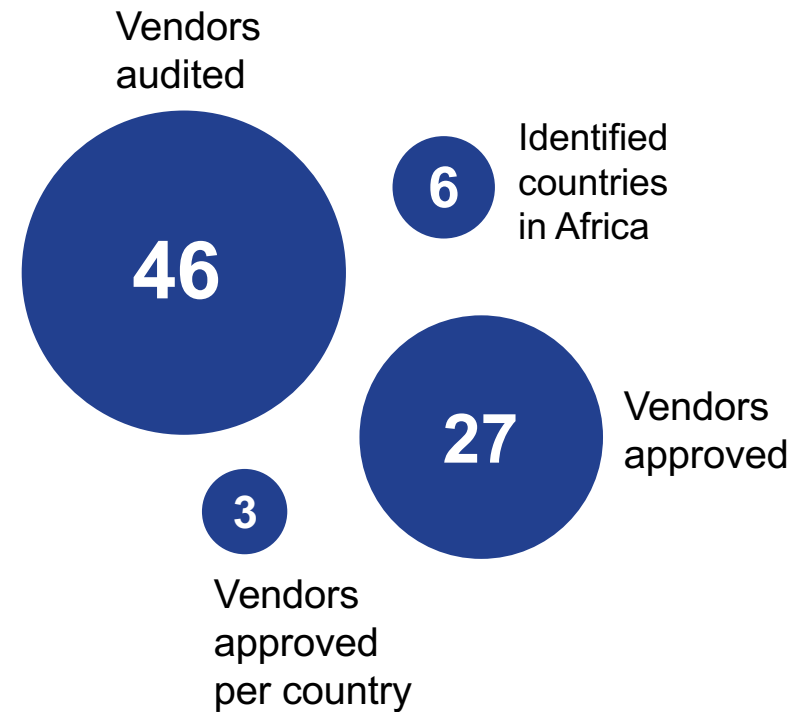 Vendors
audited
46
6
Identified
countries
in Africa
27
Vendors
approved
3
Vendors
approved
per country